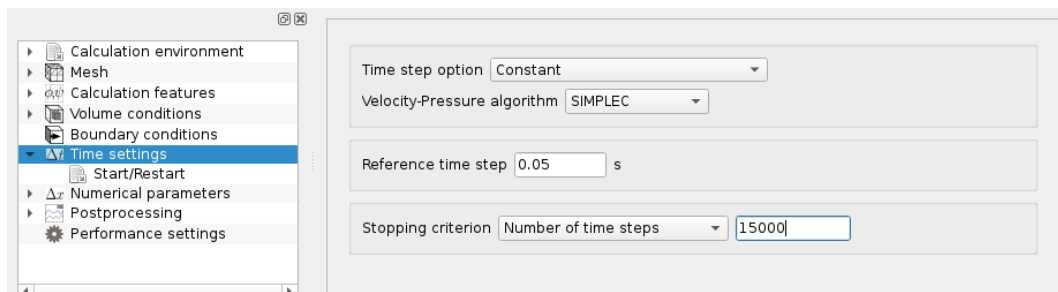 Calculation environment
Mesh
Calculation features
Volume conditions
Boundary conditions
Time settings
Start/Restart
Δx Numerical parameters
Postprocessing
Performance settings
Time step option Constant
Velocity-Pressure algorithm SIMPLEC
Reference time step 0.05 s
Stopping criterion Number of time steps 15000